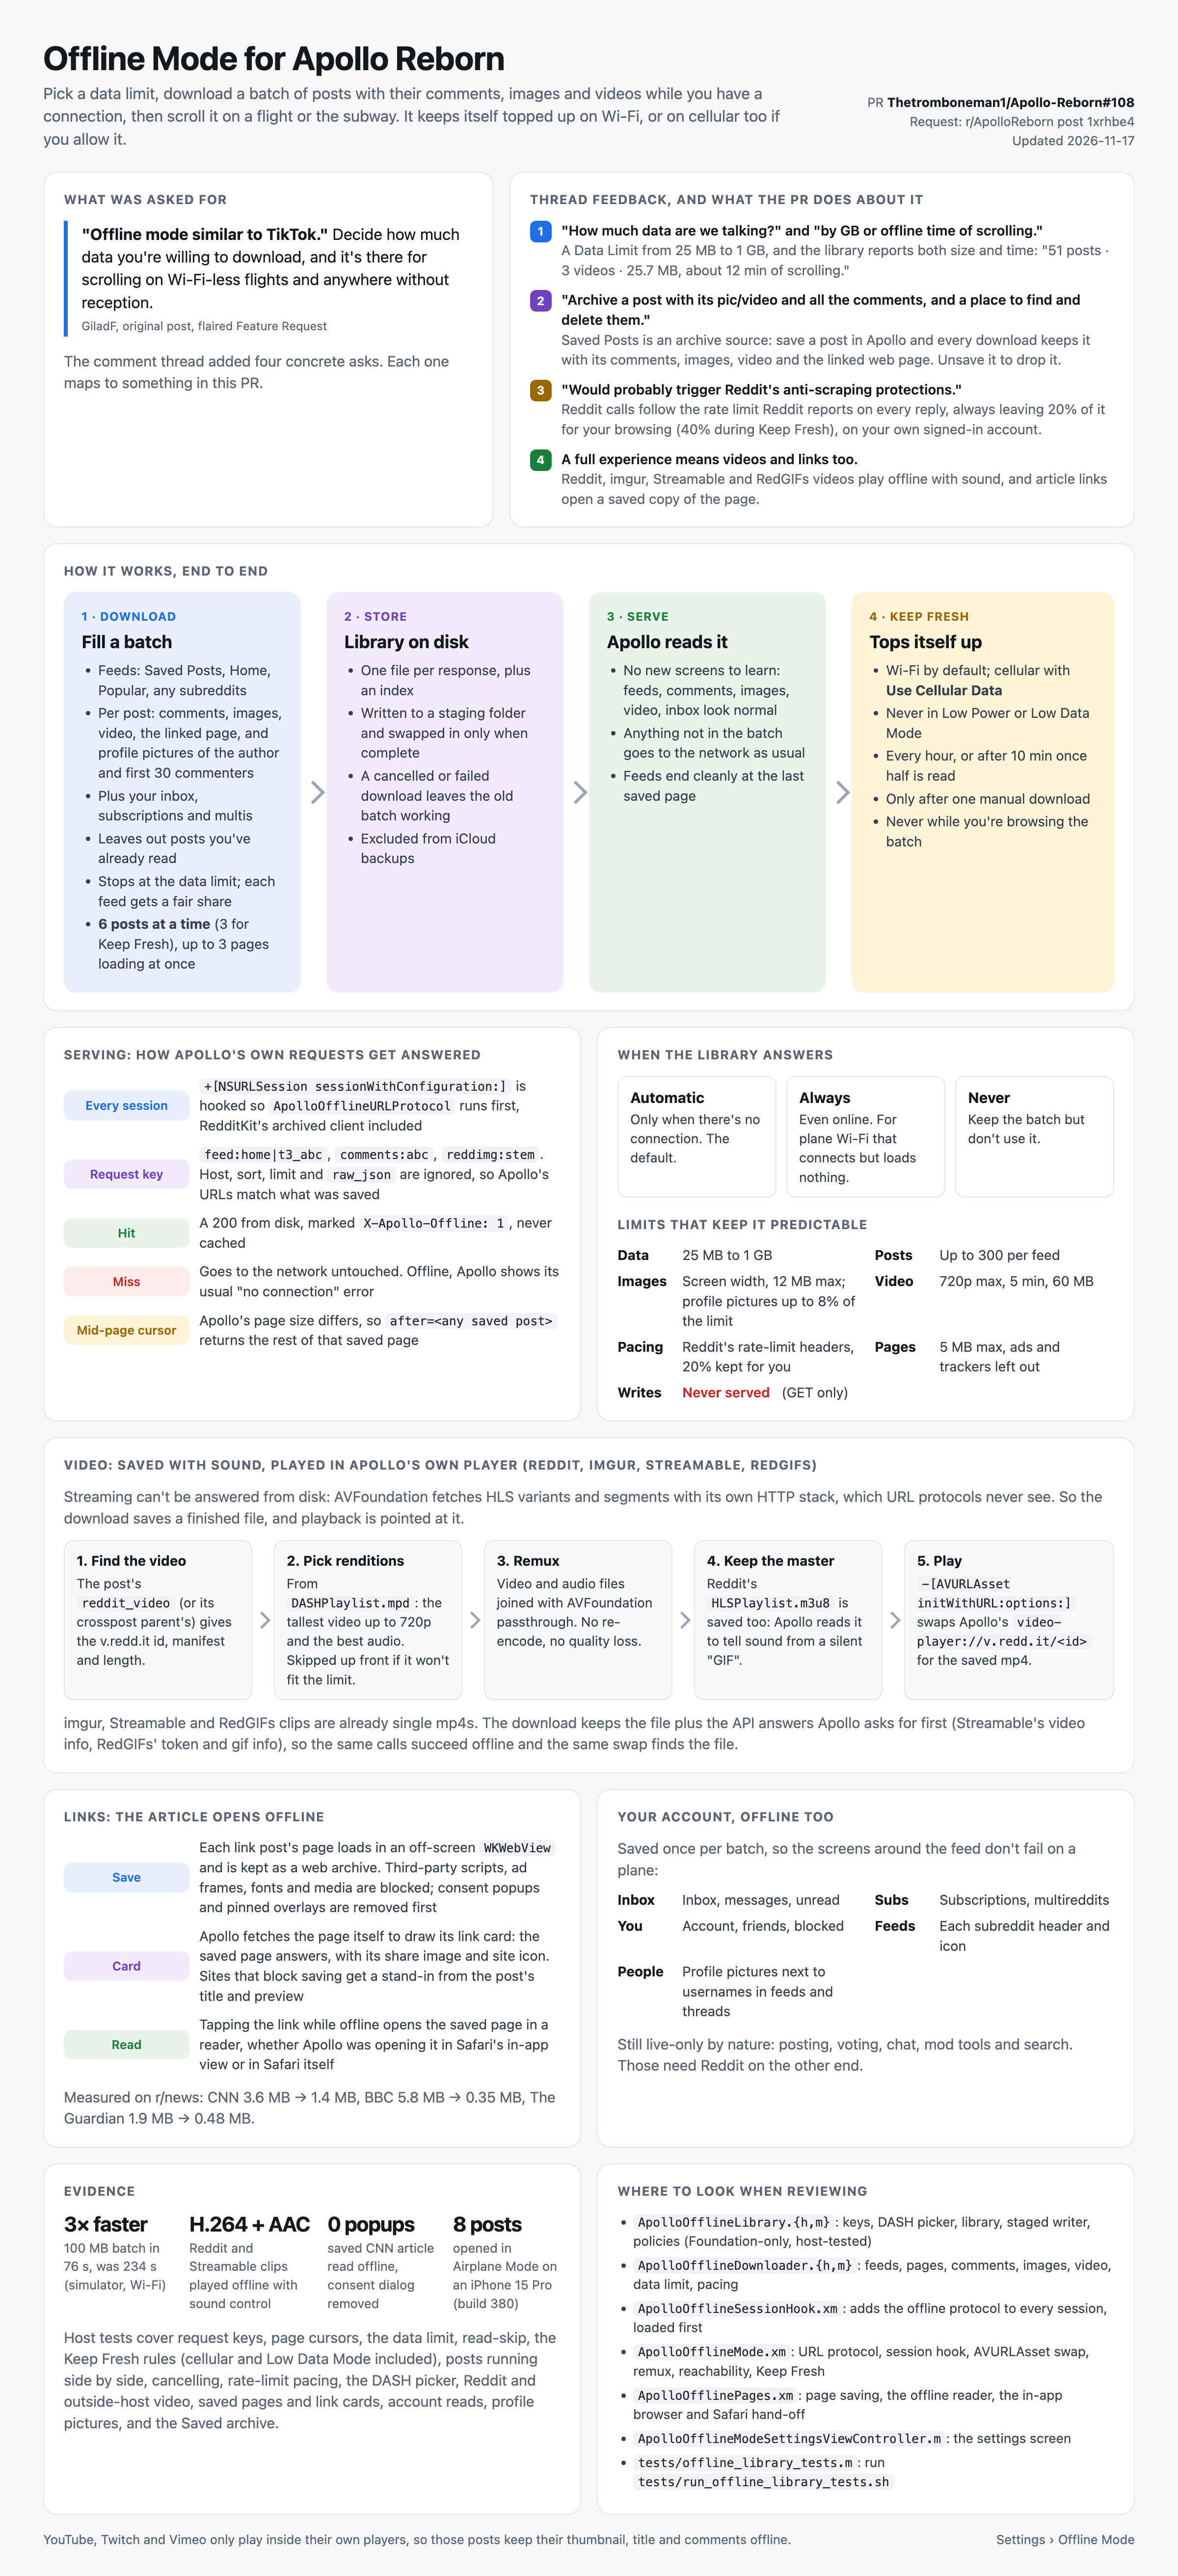 Offline Mode for Apollo Reborn
Pick a data limit, download a batch of posts with their comments, images and videos while you have a
connection, then scroll it on a flight or the subway. It keeps itself topped up on Wi-Fi, or on cellular too if
you allow it.
PR Thetromboneman1/Apollo-Reborn#108
Request: r/ApolloReborn post 1xrhbe4
Updated 2026-11-17
WHAT WAS ASKED FOR
"Offline mode similar to TikTok." Decide how much
data you're willing to download, and it's there for
scrolling on Wi-Fi-less flights and anywhere without
reception.
GiladF, original post, flaired Feature Request
The comment thread added four concrete asks. Each one
maps to something in this PR.
THREAD FEEDBACK, AND WHAT THE PR DOES ABOUT IT
1
"How much data are we talking?" and "by GB or offline time of scrolling."
A Data Limit from 25 MB to 1 GB, and the library reports both size and time: "51 posts ·
3 videos · 25.7 MB, about 12 min of scrolling."
2
"Archive a post with its pic/video and all the comments, and a place to find and
delete them."
Saved Posts is an archive source: save a post in Apollo and every download keeps it
with its comments, images, video and the linked web page. Unsave it to drop it.
3
"Would probably trigger Reddit's anti-scraping protections."
Reddit calls follow the rate limit Reddit reports on every reply, always leaving 20% of it
for your browsing (40% during Keep Fresh), on your own signed-in account.
4
A full experience means videos and links too.
Reddit, imgur, Streamable and RedGIFs videos play offline with sound, and article links
open a saved copy of the page.
HOW IT WORKS, END TO END
1 · DOWNLOAD
Fill a batch
• Feeds: Saved Posts, Home,
Popular, any subreddits
• Per post: comments, images,
video, the linked page, and
profile pictures of the author
and first 30 commenters
• Plus your inbox,
subscriptions and multis
• Leaves out posts you've
already read
• Stops at the data limit; each
feed gets a fair share
• 6 posts at a time (3 for
Keep Fresh), up to 3 pages
loading at once
2 · STORE
Library on disk
• One file per response, plus
an index
• Written to a staging folder
and swapped in only when
complete
• A cancelled or failed
download leaves the old
batch working
• Excluded from iCloud
backups
3 · SERVE
Apollo reads it
• No new screens to learn:
feeds, comments, images,
video, inbox look normal
• Anything not in the batch
goes to the network as usual
• Feeds end cleanly at the last
saved page
4 · KEEP FRESH
Tops itself up
• Wi-Fi by default; cellular with
Use Cellular Data
• Never in Low Power or Low Data
Mode
• Every hour, or after 10 min once
half is read
• Only after one manual download
• Never while you're browsing the
batch
SERVING: HOW APOLLO'S OWN REQUESTS GET ANSWERED
Every session
+[NSURLSession sessionWithConfiguration:] is
hooked so ApolloOfflineURLProtocol runs first,
RedditKit's archived client included
Request key
feed:home|t3_abc, comments:abc, reddimg:stem.
Host, sort, limit and raw_json are ignored, so Apollo's
URLs match what was saved
Hit
A 200 from disk, marked X-Apollo-Offline: 1, never
cached
Miss
Goes to the network untouched. Offline, Apollo shows its
usual "no connection" error
Mid-page cursor
Apollo's page size differs, so after=<any saved post>
returns the rest of that saved page
WHEN THE LIBRARY ANSWERS
Automatic
Only when there's no
connection. The
default.
Always
Even online. For
plane Wi-Fi that
connects but loads
nothing.
Never
Keep the batch but
don't use it.
LIMITS THAT KEEP IT PREDICTABLE
Data 25 MB to 1 GB
Posts Up to 300 per feed
Images Screen width, 12 MB max;
profile pictures up to 8% of
the limit
Video 720p max, 5 min, 60 MB
Pacing Reddit's rate-limit headers,
20% kept for you
Pages 5 MB max, ads and
trackers left out
Writes Never served (GET only)
VIDEO: SAVED WITH SOUND, PLAYED IN APOLLO'S OWN PLAYER (REDDIT, IMGUR, STREAMABLE, REDGIFS)
Streaming can't be answered from disk: AVFoundation fetches HLS variants and segments with its own HTTP stack, which URL protocols never see. So the
download saves a finished file, and playback is pointed at it.
1. Find the video
The post's
reddit_video (or its
crosspost parent's) gives
the v.redd.it id, manifest
and length.
2. Pick renditions
From
DASHPlaylist.mpd: the
tallest video up to 720p
and the best audio.
Skipped up front if it won't
fit the limit.
3. Remux
Video and audio files
joined with AVFoundation
passthrough. No re-
encode, no quality loss.
4. Keep the master
Reddit's
HLSPlaylist.m3u8 is
saved too: Apollo reads it
to tell sound from a silent
"GIF".
5. Play
-[AVURLAsset
initWithURL:options:]
swaps Apollo's video-
player://v.redd.it/<id>
for the saved mp4.
imgur, Streamable and RedGIFs clips are already single mp4s. The download keeps the file plus the API answers Apollo asks for first (Streamable's video
info, RedGIFs' token and gif info), so the same calls succeed offline and the same swap finds the file.
LINKS: THE ARTICLE OPENS OFFLINE
Save
Each link post's page loads in an off-screen WKWebView
and is kept as a web archive. Third-party scripts, ad
frames, fonts and media are blocked; consent popups
and pinned overlays are removed first
Card
Apollo fetches the page itself to draw its link card: the
saved page answers, with its share image and site icon.
Sites that block saving get a stand-in from the post's
title and preview
Read
Tapping the link while offline opens the saved page in a
reader, whether Apollo was opening it in Safari's in-app
view or in Safari itself
Measured on r/news: CNN 3.6 MB → 1.4 MB, BBC 5.8 MB → 0.35 MB, The
Guardian 1.9 MB → 0.48 MB.
YOUR ACCOUNT, OFFLINE TOO
Saved once per batch, so the screens around the feed don't fail on a
plane:
Inbox Inbox, messages, unread
Subs Subscriptions, multireddits
You Account, friends, blocked
Feeds Each subreddit header and
icon
People Profile pictures next to
usernames in feeds and
threads
Still live-only by nature: posting, voting, chat, mod tools and search.
Those need Reddit on the other end.
EVIDENCE
3× faster
100 MB batch in
76 s, was 234 s
(simulator, Wi-Fi)
H.264 + AAC
Reddit and
Streamable clips
played offline with
sound control
0 popups
saved CNN article
read offline,
consent dialog
removed
8 posts
opened in
Airplane Mode on
an iPhone 15 Pro
(build 380)
Host tests cover request keys, page cursors, the data limit, read-skip, the
Keep Fresh rules (cellular and Low Data Mode included), posts running
side by side, cancelling, rate-limit pacing, the DASH picker, Reddit and
outside-host video, saved pages and link cards, account reads, profile
pictures, and the Saved archive.
WHERE TO LOOK WHEN REVIEWING
• ApolloOfflineLibrary.{h,m}: keys, DASH picker, library, staged writer,
policies (Foundation-only, host-tested)
• ApolloOfflineDownloader.{h,m}: feeds, pages, comments, images, video,
data limit, pacing
• ApolloOfflineSessionHook.xm: adds the offline protocol to every session,
loaded first
• ApolloOfflineMode.xm: URL protocol, session hook, AVURLAsset swap,
remux, reachability, Keep Fresh
• ApolloOfflinePages.xm: page saving, the offline reader, the in-app
browser and Safari hand-off
• ApolloOfflineModeSettingsViewController.m: the settings screen
• tests/offline_library_tests.m: run
tests/run_offline_library_tests.sh
YouTube, Twitch and Vimeo only play inside their own players, so those posts keep their thumbnail, title and comments offline.
Settings › Offline Mode